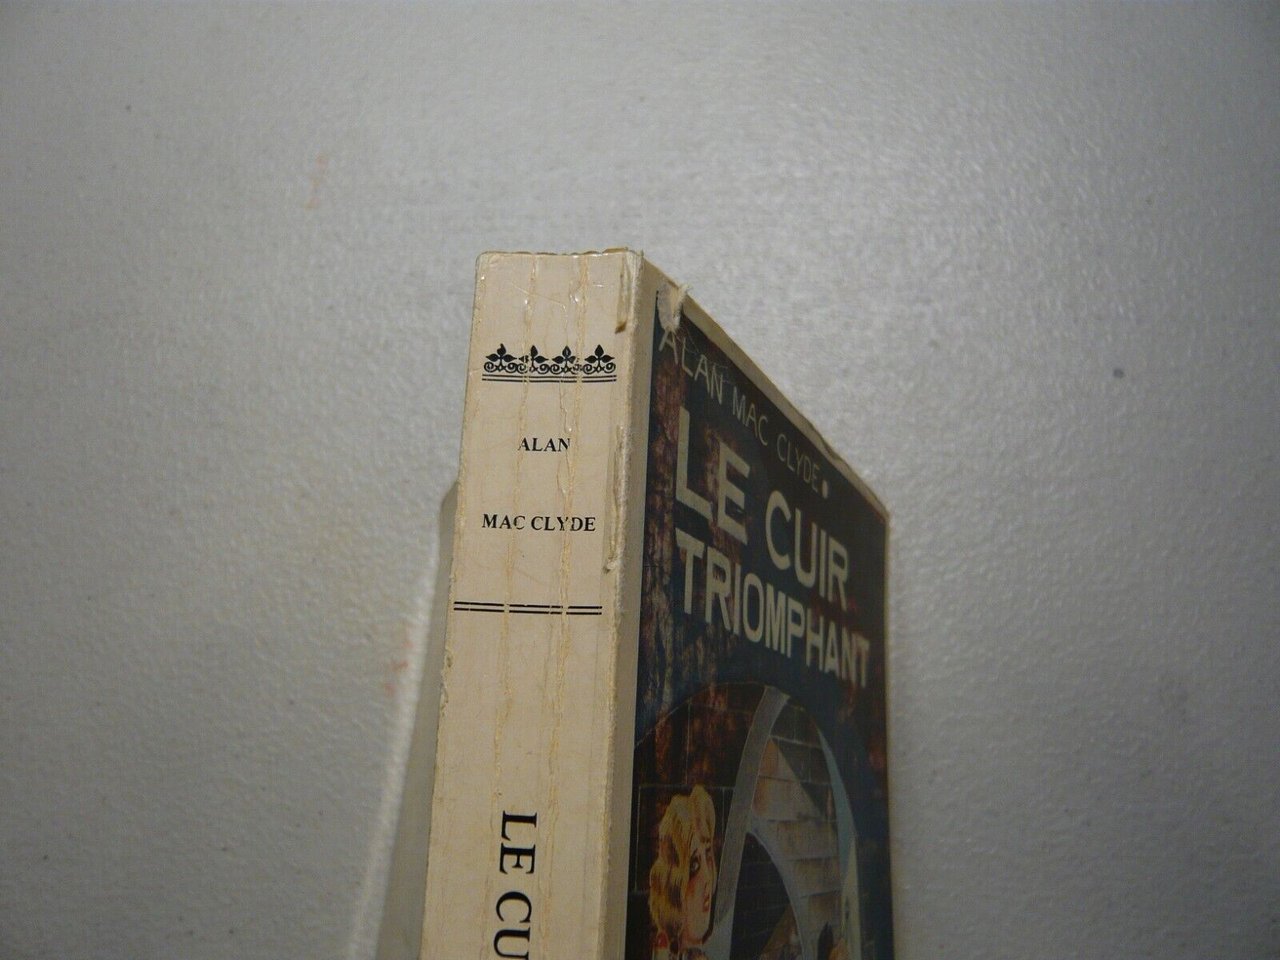 ALAN
MAC CLYDE
LE CU
ALAN MAC CLYDE
LE CUIR
TRIOMPHANT